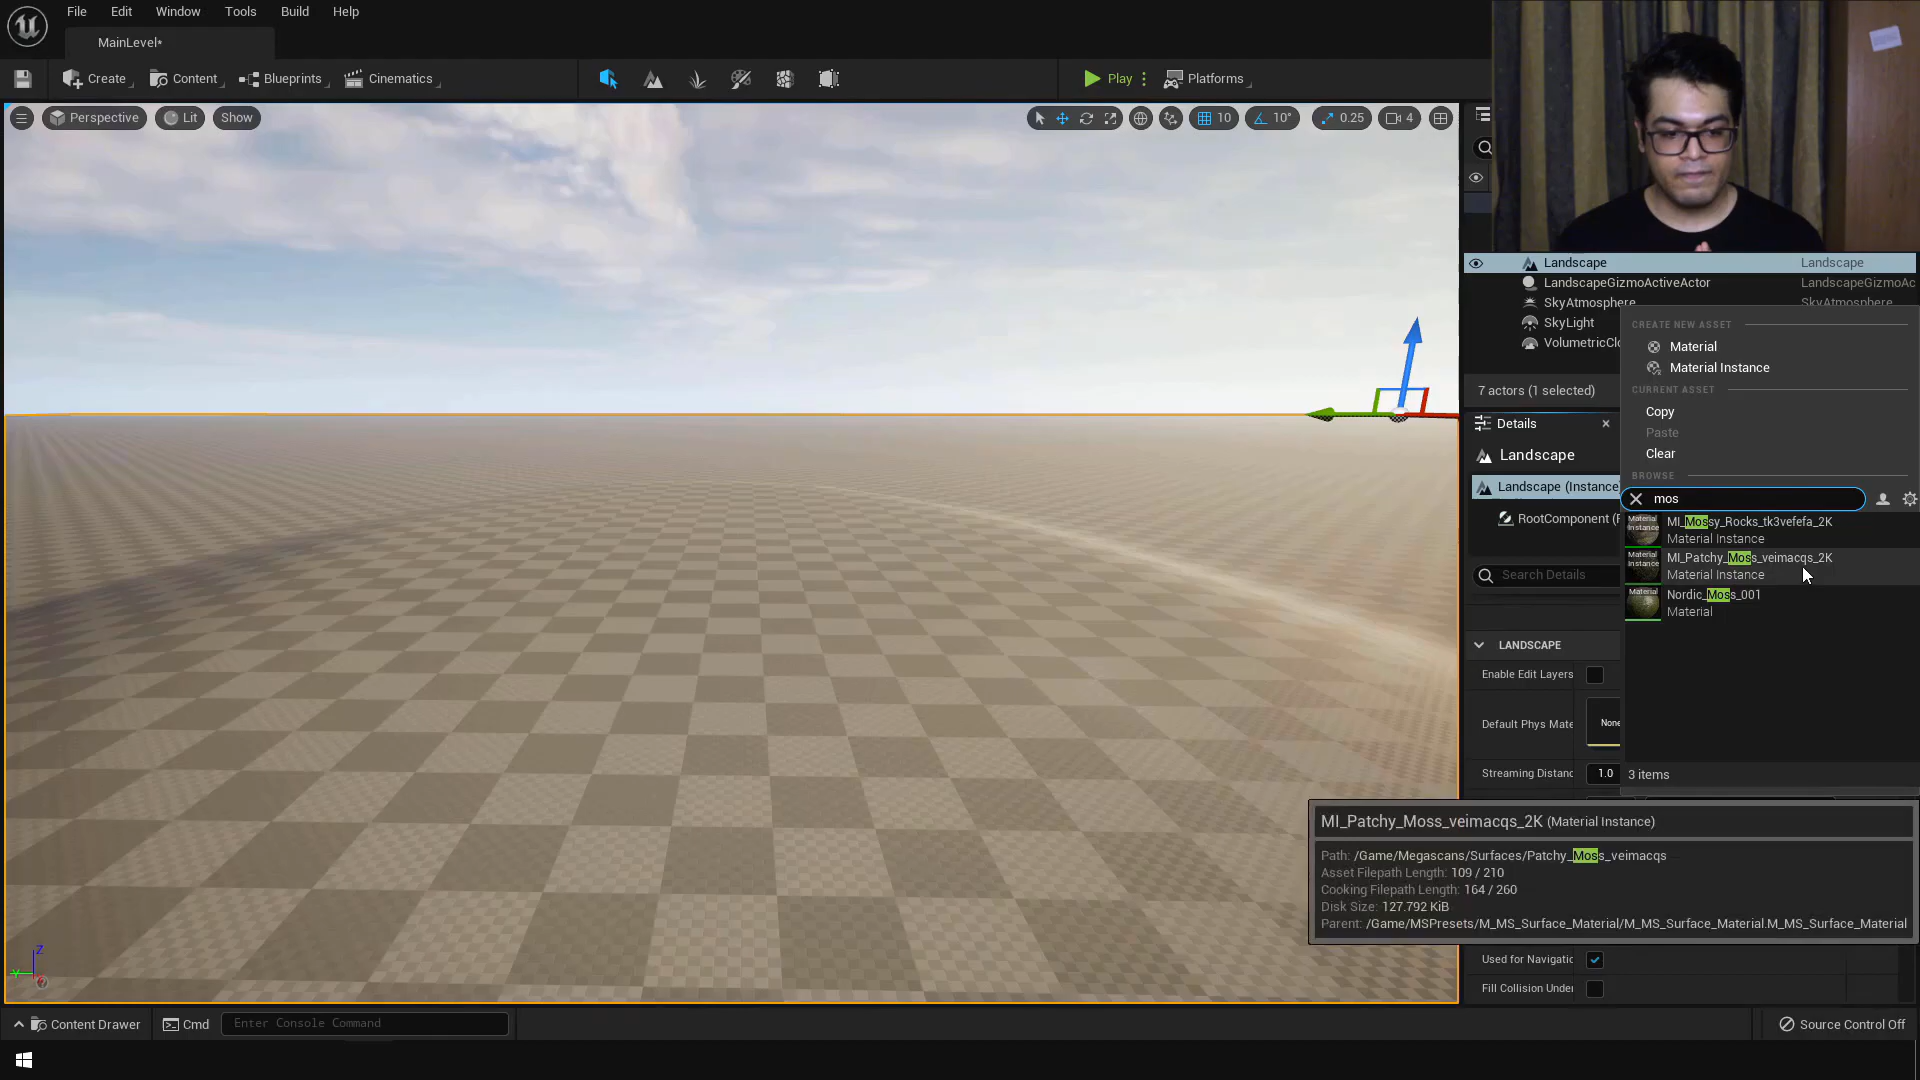 File Edit Window Tools Build Help
MainLevel*
Create Content Blueprints Cinematics Play Platforms
Perspective Lit Show 10 10° 0.25 4
Landscape Landscape
LandscapeGizmoActiveActor LandscapeGizmoAc
SkyAtmosphere SkyAtmosphere
SkyLight
VolumetricClo
7 actors (1 selected)
Details
Landscape
Landscape (Instance
RootComponent (R
Search Details
LANDSCAPE
Enable Edit Layers
Default Phys Mate
None
Streaming Distanc 1.0
Used for Navigatic
Fill Collision Under
CREATE NEW ASSET
Material
Material Instance
CURRENT ASSET
Copy
Paste
Clear
BROWSE
mos
Material Instance
MI_Mossy_Rocks_tk3vefefa_2K
Material Instance
Material Instance
MI_Patchy_Moss_veimacqs_2K
Material Instance
Material
Nordic_Moss_001
Material
3 items
MI_Patchy_Moss_veimacqs_2K (Material Instance)
Path: /Game/Megascans/Surfaces/Patchy_Moss_veimacqs
Asset Filepath Length: 109 / 210
Cooking Filepath Length: 164 / 260
Disk Size: 127.792 KiB
Parent: /Game/MSPresets/M_MS_Surface_Material/M_MS_Surface_Material.M_MS_Surface_Material
Z
Y
Content Drawer Cmd Enter Console Command Source Control Off